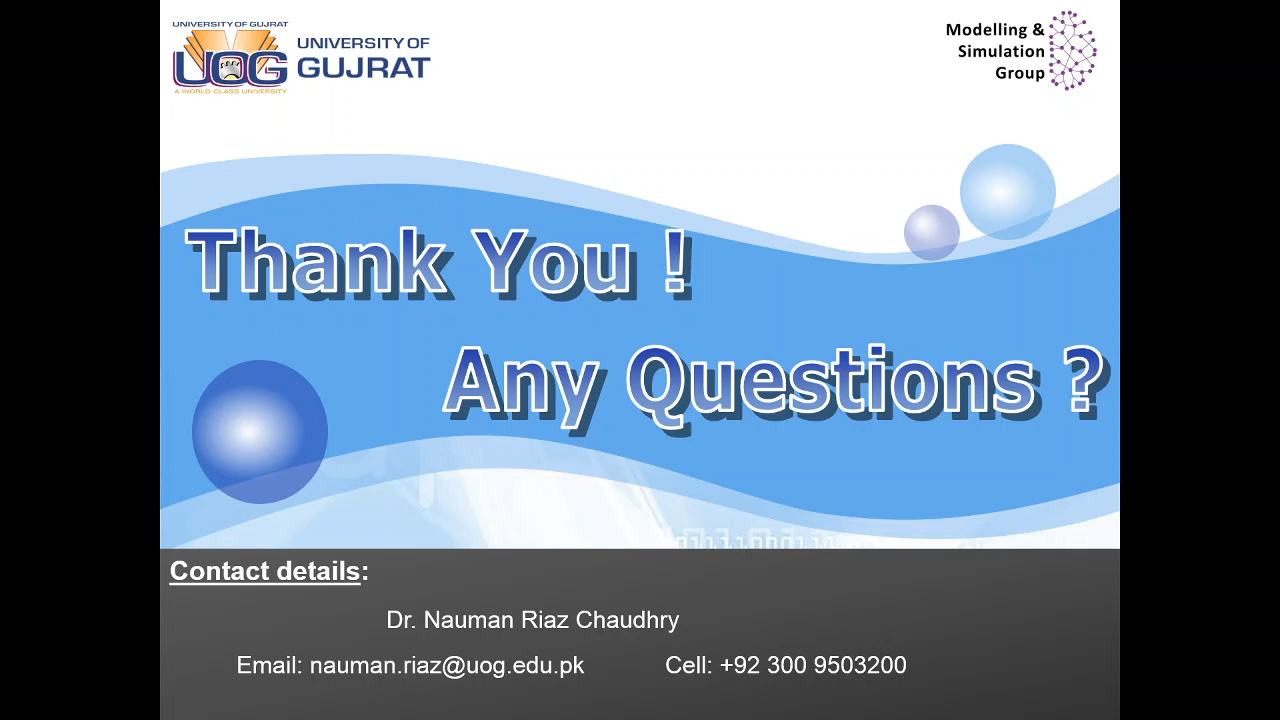 UNIVERSITY OF GUJRAT
UOG
A WORLD CLASS UNIVERSITY
UNIVERSITY OF
GUJRAT
Modelling &
Simulation
Group
Thank You !
Any Questions ?
Contact details:
Dr. Nauman Riaz Chaudhry
Email: nauman.riaz@uog.edu.pk Cell: +92 300 9503200